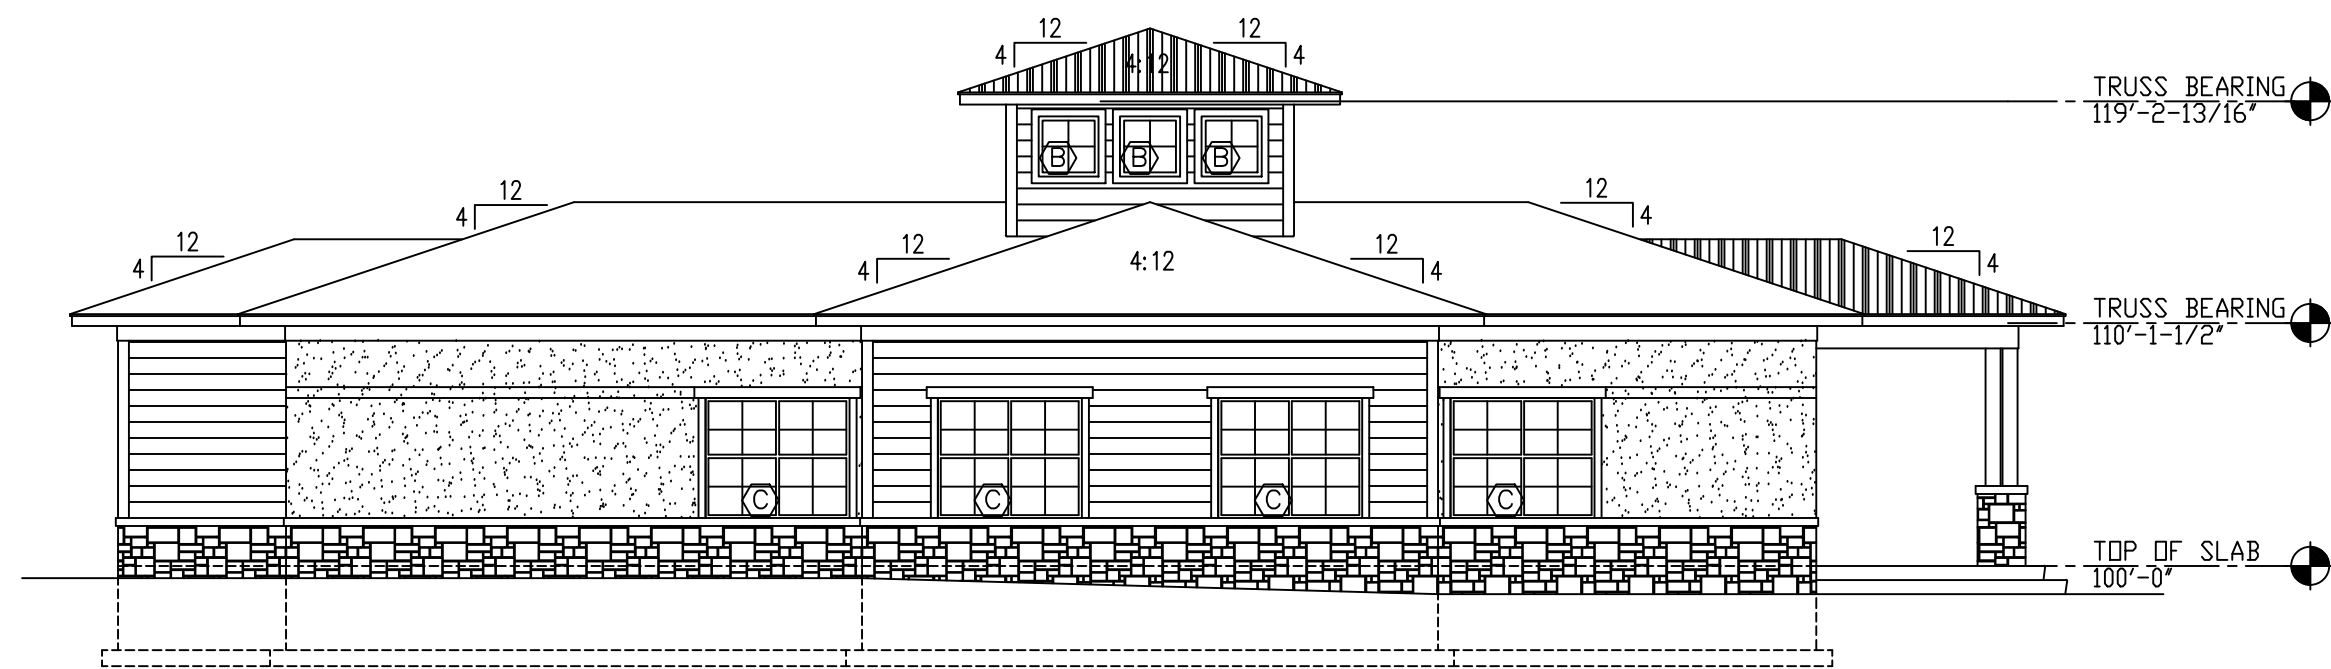 12 12
4 4
4:12
TRUSS BEARING
119'-2-13/16"
B B B
12 12
4 4
12 12 12 12
4 4 4 4
4:12
TRUSS BEARING
110'-1-1/2"
C C C C
TOP OF SLAB
100'-0"